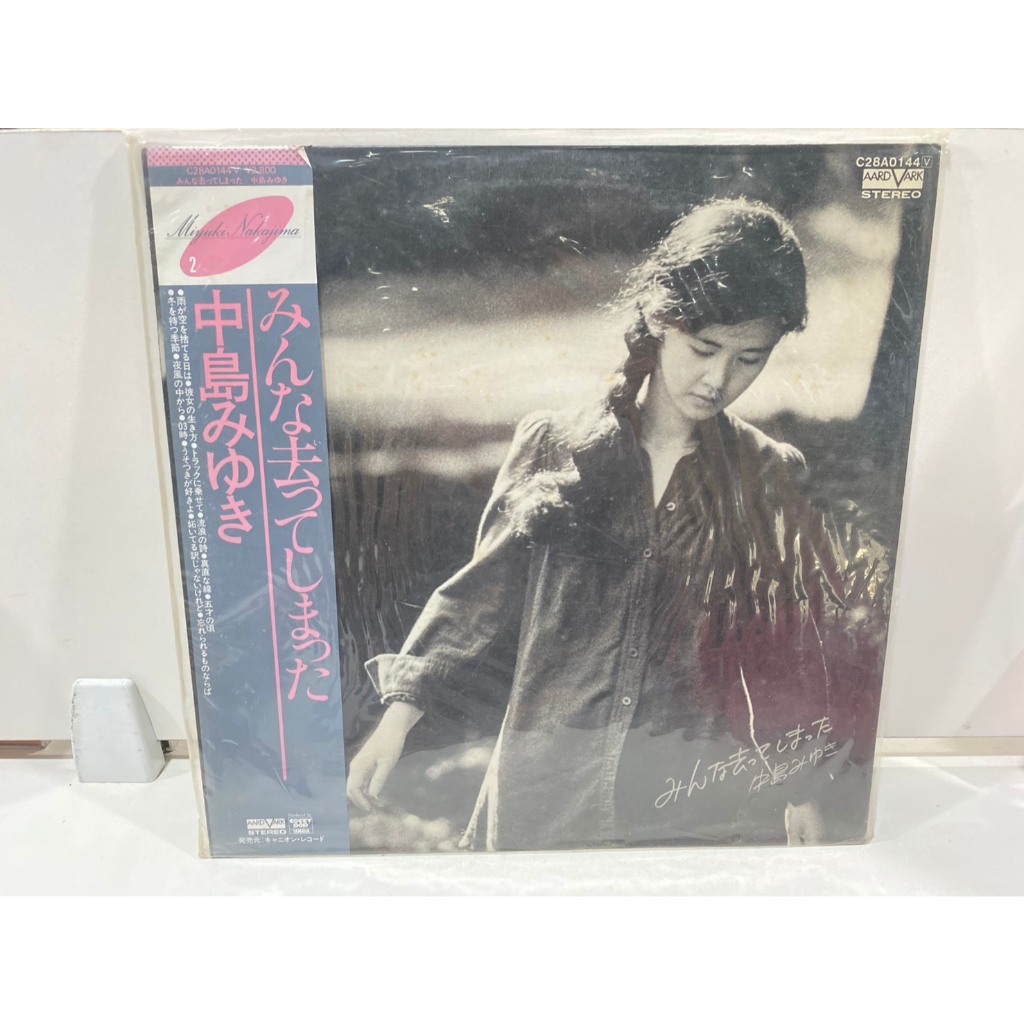 C28A0144 V ¥2,800
みんな去ってしまった 中島みゆき
Miyuki Nakajima
2
みんな去ってしまった
い
中島みゆき
●雨が空を捨てる日は●彼女の生き方●トラックに乗せて●流浪の詩●真直な線●五才の頃
●冬を待つ季節●夜風の中から●03時●うそつきが好きよ●妬いてる訳じゃないけれど●忘れられるものならば
AARD VARK
STEREO
Produced by
発売元:キャニオン・レコード
C28A0144 V
AARD VARK
STEREO
みんな去ってしまった
中島みゆき